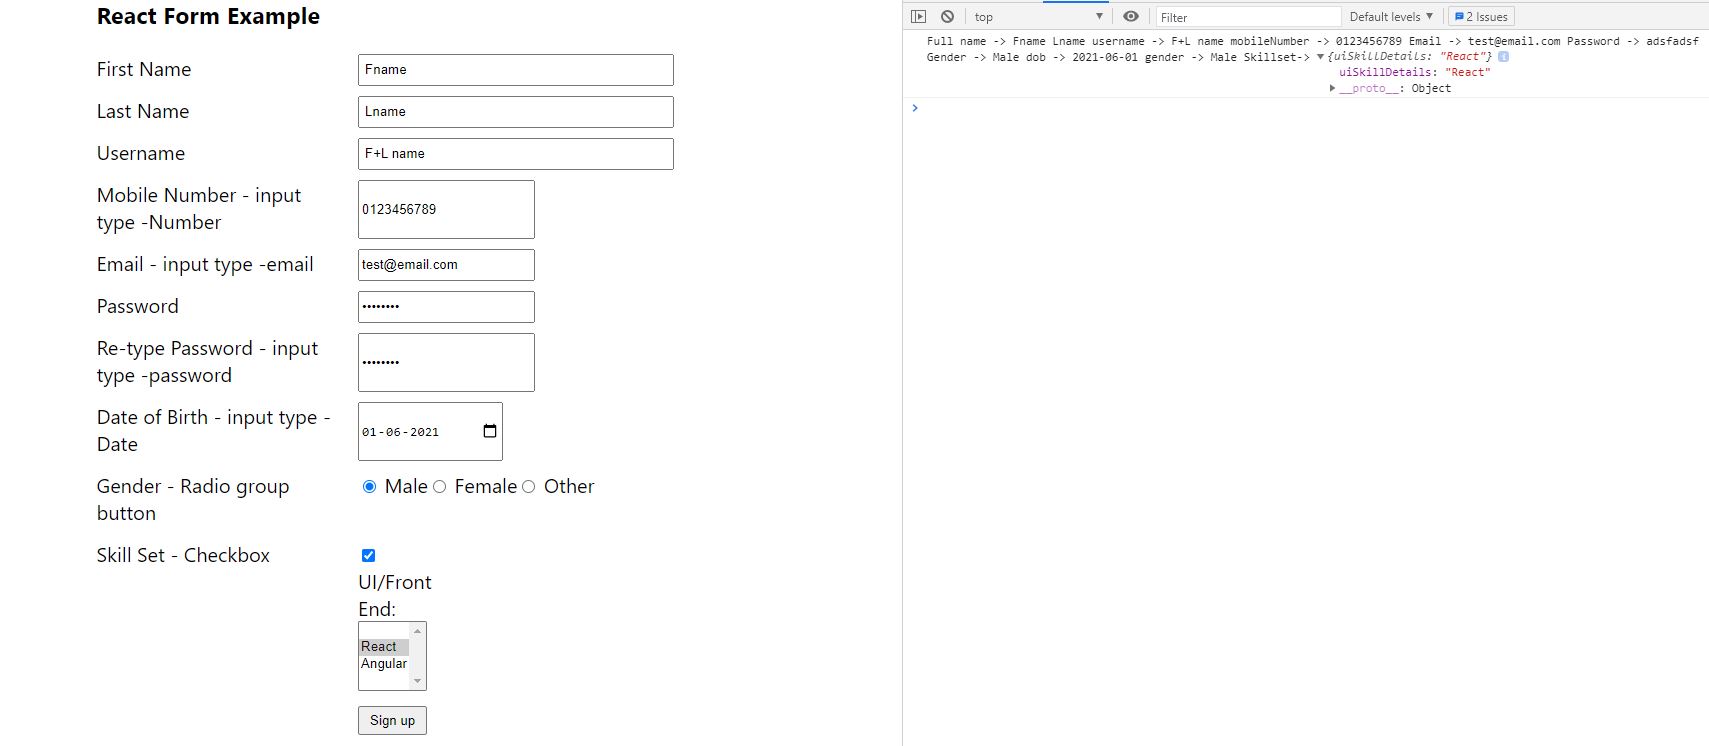 React Form Example
First Name
Fname
Last Name
Lname
Username
F+L name
Mobile Number - input
type -Number
0123456789
Email - input type -email
test@email.com
Password
••••••••
Re-type Password - input
type -password
••••••••
Date of Birth - input type -
Date
01-06-2021
Gender - Radio group
button
Male Female Other
Skill Set - Checkbox
UI/Front
End:
React
Angular
Sign up
top Filter Default levels 2 Issues
Full name -> Fname Lname username -> F+L name mobileNumber -> 0123456789 Email -> test@email.com Password -> adsfadsf
Gender -> Male dob -> 2021-06-01 gender -> Male Skillset-> {uiSkillDetails: "React"} i
uiSkillDetails: "React"
__proto__: Object
>